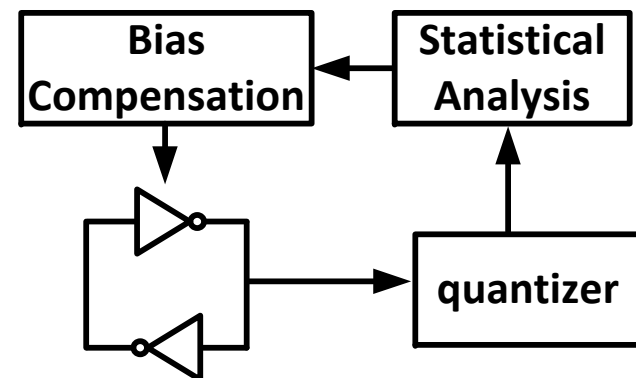 Bias
Compensation
Statistical
Analysis
quantizer